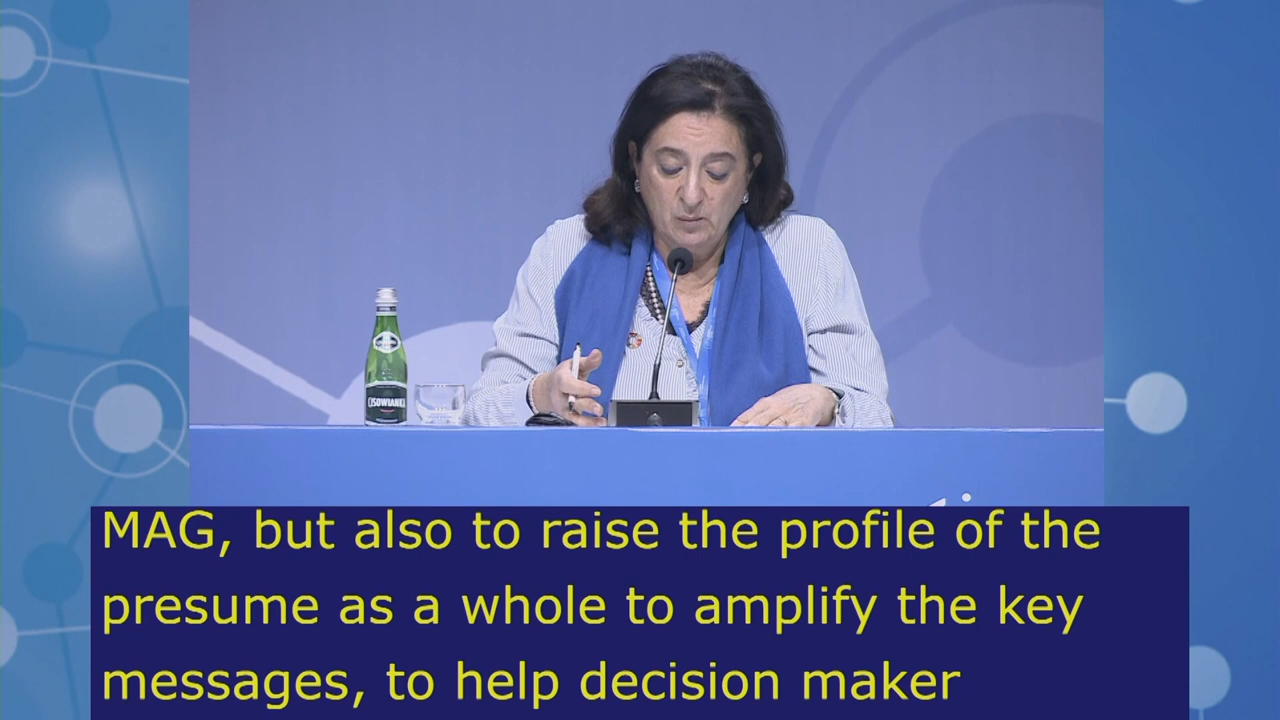 CISOWIANKA
MAG, but also to raise the profile of the
presume as a whole to amplify the key
messages, to help decision maker